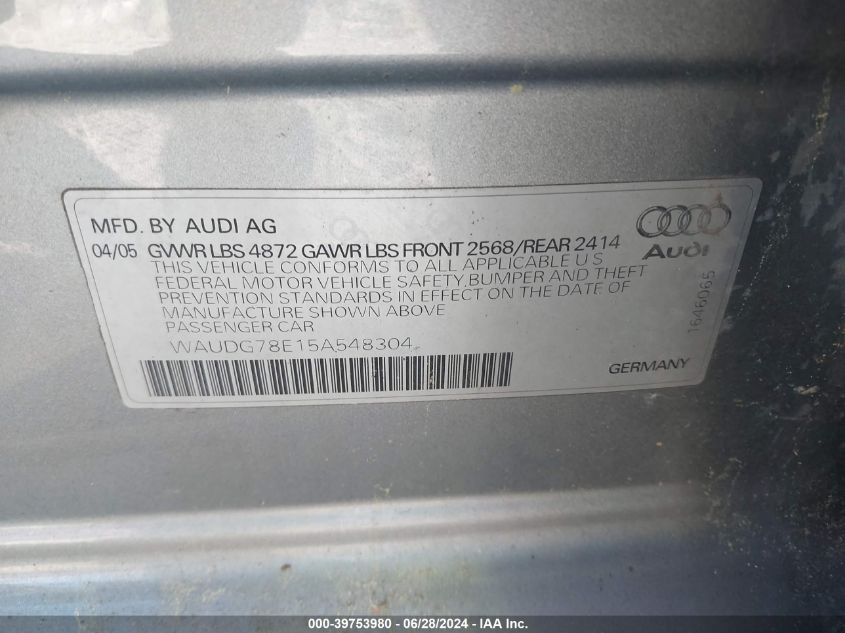 MFD. BY AUDI AG
04/05 GVWR LBS 4872 GAWR LBS FRONT 2568/REAR 2414
THIS VEHICLE CONFORMS TO ALL APPLICABLE U S
FEDERAL MOTOR VEHICLE SAFETY,BUMPER AND THEFT
PREVENTION STANDARDS IN EFFECT ON THE DATE OF
MANUFACTURE SHOWN ABOVE
PASSENGER CAR
WAUDG78E15A548304
Audi
1646065
GERMANY
000-39753980 - 06/28/2024 - IAA Inc.